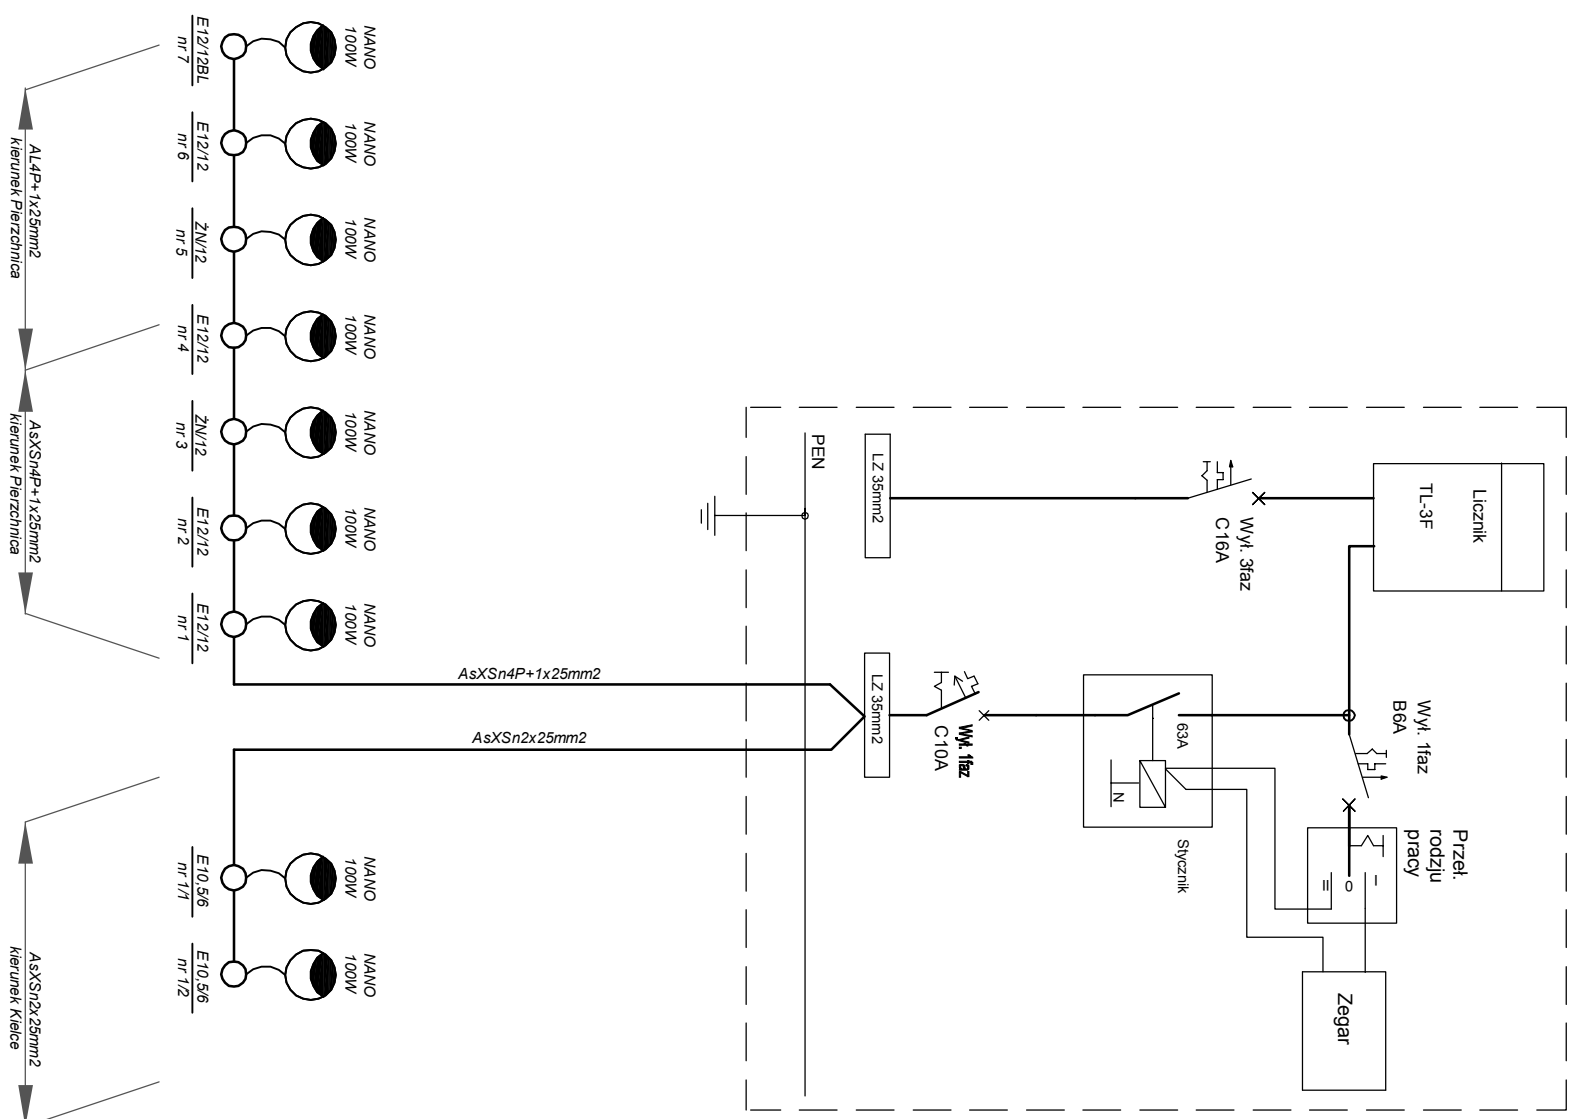 Licznik
TL-3F
Przeł.
rodzju
pracy
I
0
II
Zegar
Wył. 1faz
B6A
Wył. 3faz
C16A
63A
Stycznik
N
Wył. 1faz
C10A
LZ 35mm2
LZ 35mm2
PEN
AsXSn4P+1x25mm2
AsXSn2x25mm2
NANO
100W
NANO
100W
NANO
100W
NANO
100W
NANO
100W
NANO
100W
NANO
100W
NANO
100W
NANO
100W
E12/12BL
nr 7
E12/12
nr 6
ŻN/12
nr 5
E12/12
nr 4
ŻN/12
nr 3
E12/12
nr 2
E12/12
nr 1
E10,5/6
nr 1/1
E10,5/6
nr 1/2
AL4P+1x25mm2
kierunek Pierzchnica
AsXSn4P+1x25mm2
kierunek Pierzchnica
AsXSn2x25mm2
kierunek Kielce